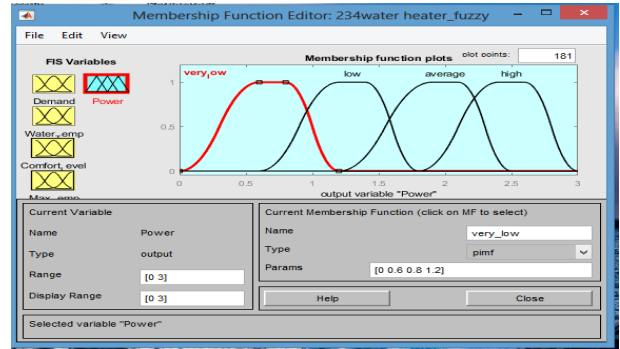 Membership Function Editor: 234water heater_fuzzy
File Edit View
FIS Variables
Demand Power
Water_emp
Comfort_evel
Max_emp
Membership function plots plot points: 181
very_low low average high
1
0.5
0
0 0.5 1 1.5 2 2.5 3
output variable "Power"
Current Variable
Name Power
Type output
Range [0 3]
Display Range [0 3]
Current Membership Function (click on MF to select)
Name very_low
Type pimf
Params [0 0.6 0.8 1.2]
Help Close
Selected variable "Power"